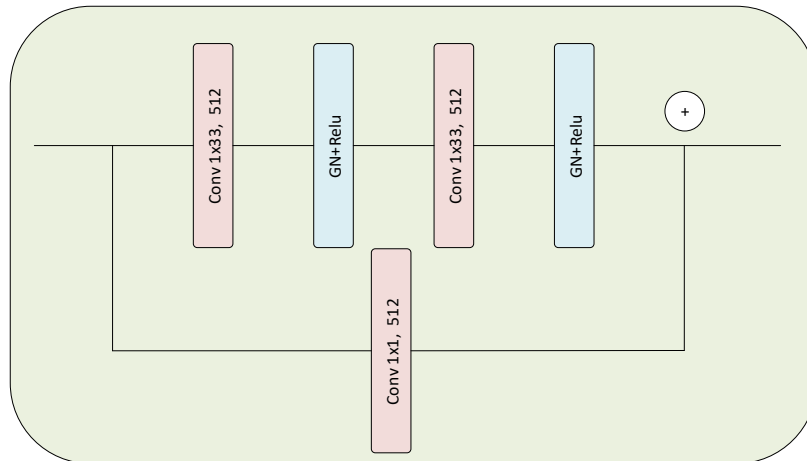 Conv 1x33, 512
GN+Relu
Conv 1x33, 512
GN+Relu
+
Conv 1x1, 512